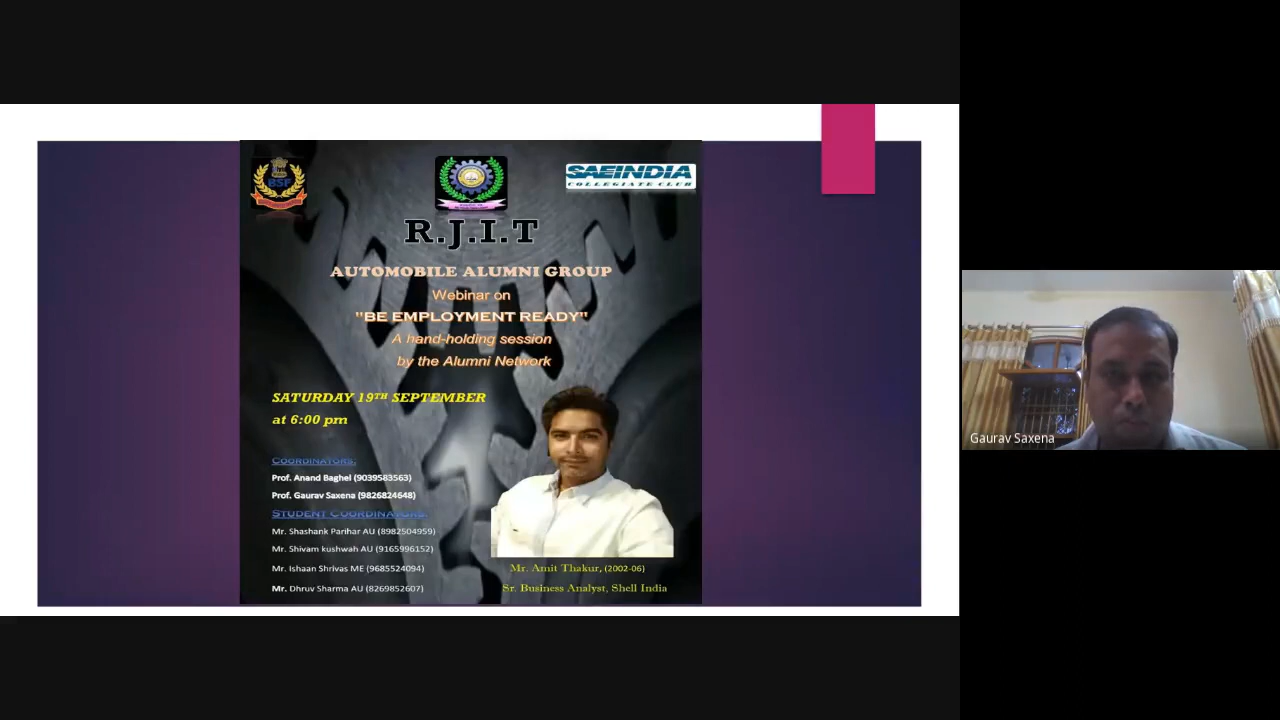 BSF
SAEINDIA
COLLEGIATE CLUB
R.J.I.T
AUTOMOBILE ALUMNI GROUP
Webinar on
"BE EMPLOYMENT READY"
A hand-holding session
by the Alumni Network
SATURDAY 19TH SEPTEMBER
at 6:00 pm
COORDINATORS:
Prof. Anand Baghel (9039583563)
Prof. Gaurav Saxena (9826824648)
STUDENT COORDINATORS:
Mr. Shashank Parihar AU (8982504959)
Mr. Shivam kushwah AU (9165996152)
Mr. Ishaan Shrivas ME (9685524094)
Mr. Dhruv Sharma AU (8269852607)
Mr. Amit Thakur, (2002-06)
Sr. Business Analyst, Shell India
Gaurav Saxena